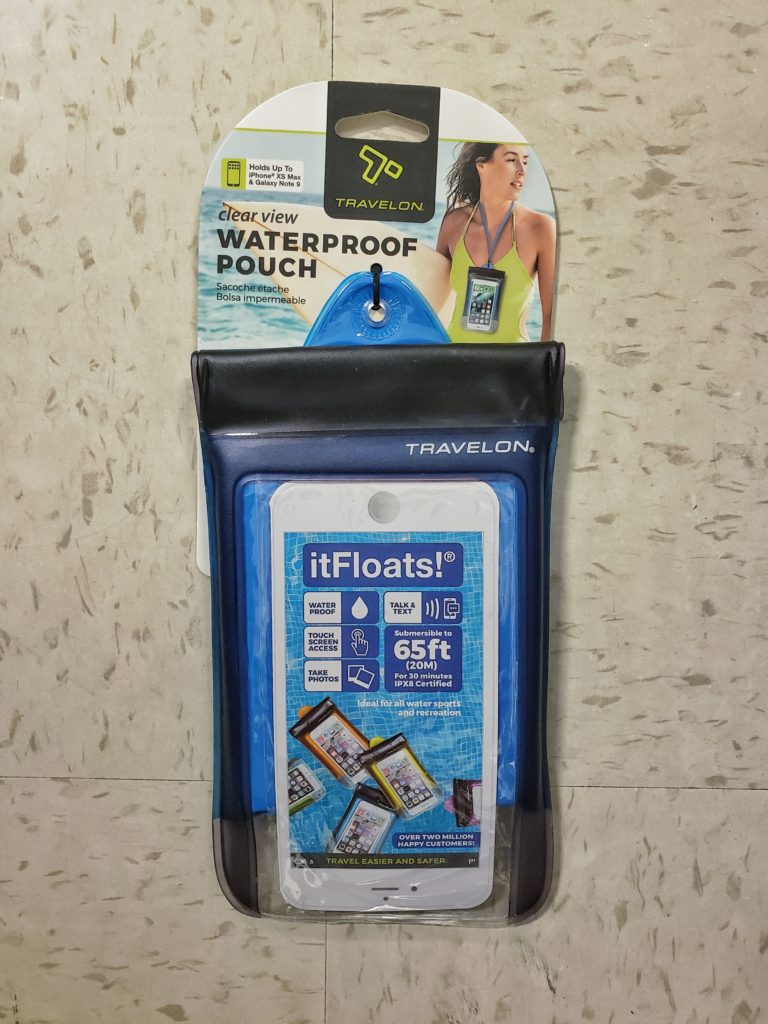 TRAVELON®
Holds Up To
iPhone® XS Max
& Galaxy Note 9
clear view
WATERPROOF
POUCH
Sacoche étache
Bolsa impermeable
TRAVELON®
itFloats!®
WATER
PROOF
TALK &
TEXT
TOUCH
SCREEN
ACCESS
TAKE
PHOTOS
Submersible to
65ft
(20M)
For 30 minutes
IPX8 Certified
Ideal for all water sports
and recreation
OVER TWO MILLION
HAPPY CUSTOMERS!
TRAVEL EASIER AND SAFER